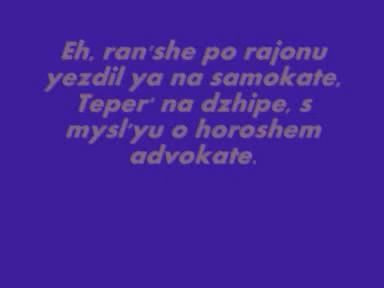 Eh, ran'she po rajonu
yezdil ya na samokate,
Teper' na dzhipe, s
mysl'yu o horoshem
advokate.